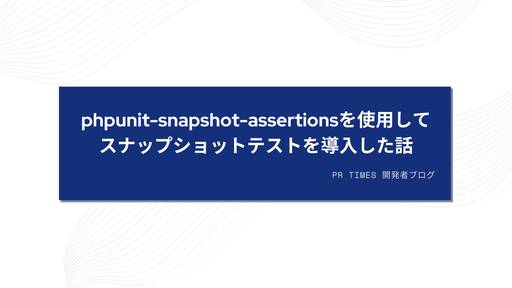 phpunit-snapshot-assertionsを使用して
スナップショットテストを導入した話
PR TIMES 開発者ブログ